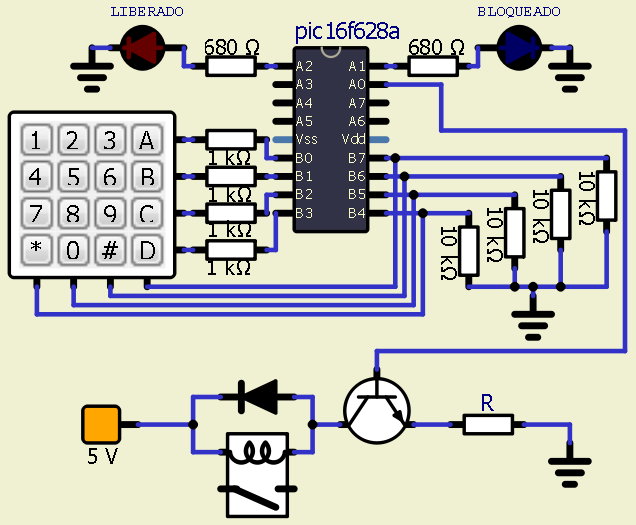 LIBERADO
BLOQUEADO
pic16f628a
680 Ω
680 Ω
A2
A1
A3
A0
A4
A7
A5
A6
Vss
Vdd
B0
B7
B1
B6
B2
B5
B3
B4
1 2 3 A
4 5 6 B
7 8 9 C
* 0 # D
1 kΩ
1 kΩ
1 kΩ
1 kΩ
10 kΩ
10 kΩ
10 kΩ
10 kΩ
5 V
R